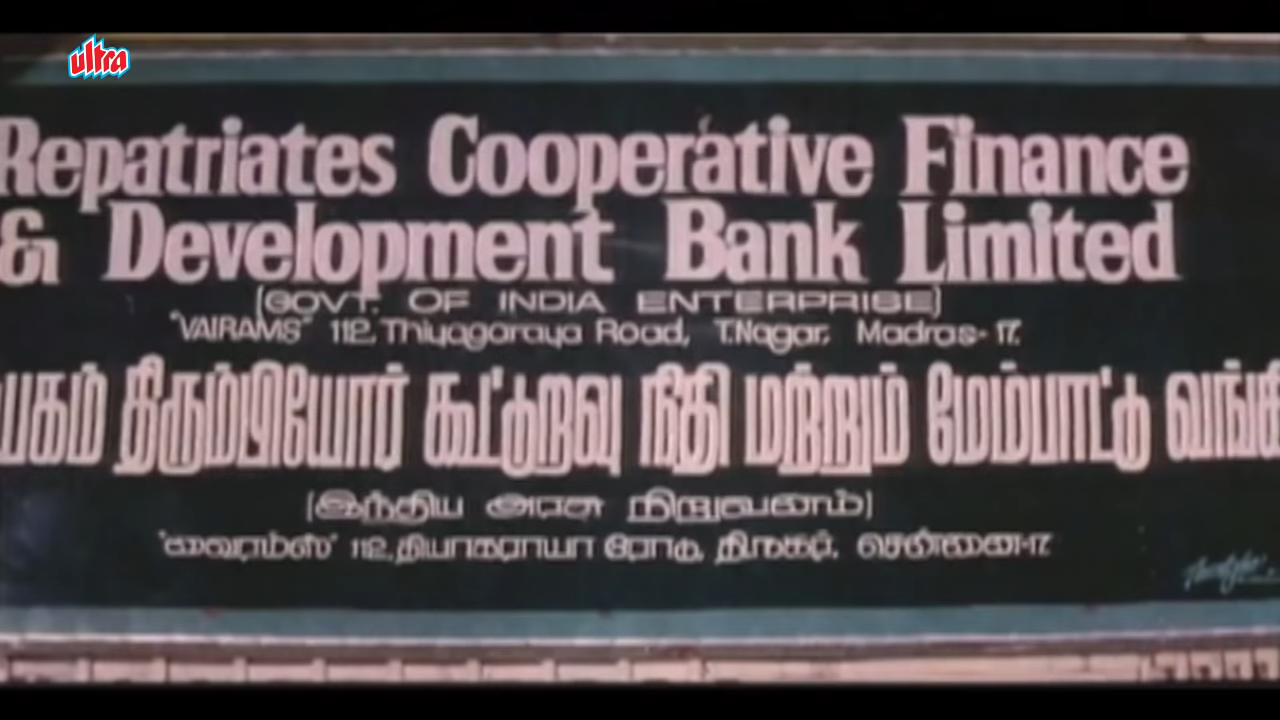 ultra
Repatriates Cooperative Finance
& Development Bank Limited
(GOVT. OF INDIA ENTERPRISE)
"VAIRAMS" 112, Thiyagaraya Road, T.Nagar, Madras-17.
யகம் திரும்பியோர் கூட்டுறவு நிதி மற்றும் மேம்பாட்டு வங்கி
(இந்திய அரசு நிறுவனம்)
"வைரம்ஸ்" 112, தியாகராயா ரோடு, தி.நகர், சென்னை-17.